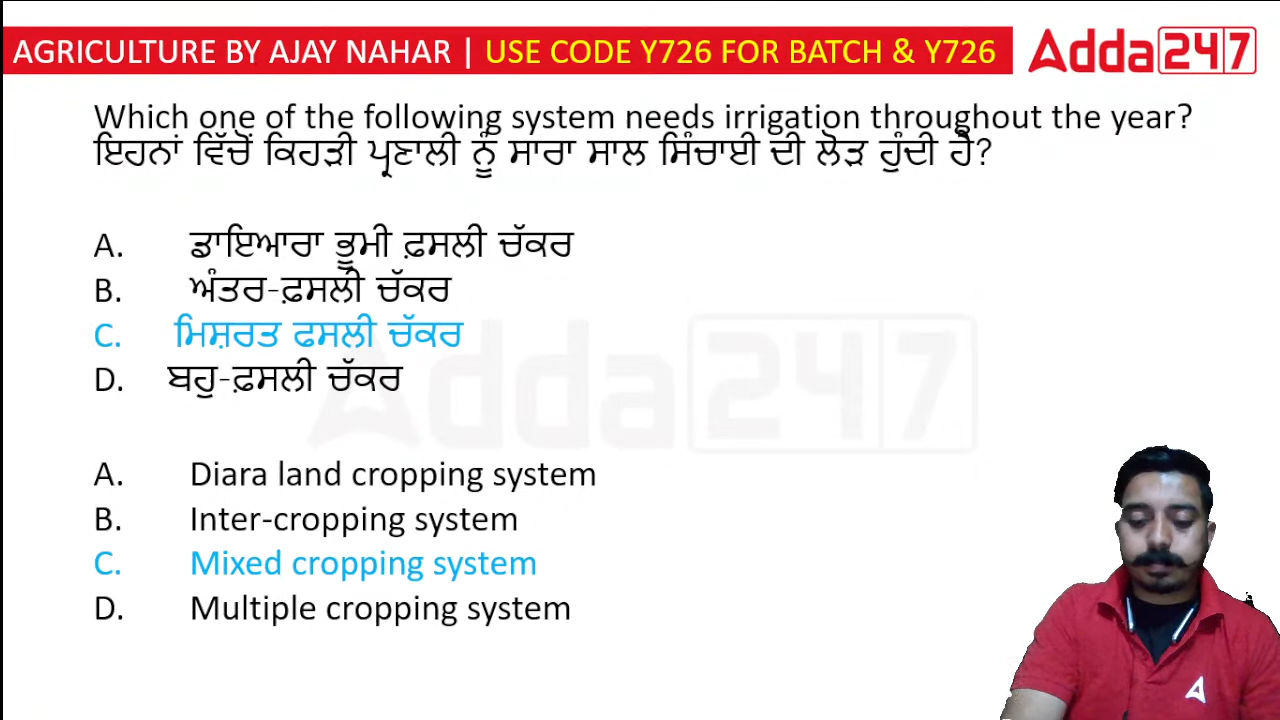 AGRICULTURE BY AJAY NAHAR | USE CODE Y726 FOR BATCH & Y726
Adda247
Which one of the following system needs irrigation throughout the year?
ਇਹਨਾਂ ਵਿੱਚੋਂ ਕਿਹੜੀ ਪ੍ਰਣਾਲੀ ਨੂੰ ਸਾਰਾ ਸਾਲ ਸਿੰਚਾਈ ਦੀ ਲੋੜ ਹੁੰਦੀ ਹੈ?
A. ਡਾਇਆਰਾ ਭੂਮੀ ਫ਼ਸਲੀ ਚੱਕਰ
B. ਅੰਤਰ-ਫ਼ਸਲੀ ਚੱਕਰ
C. ਮਿਸ਼ਰਤ ਫਸਲੀ ਚੱਕਰ
D. ਬਹੁ-ਫ਼ਸਲੀ ਚੱਕਰ
Adda247
A. Diara land cropping system
B. Inter-cropping system
C. Mixed cropping system
D. Multiple cropping system